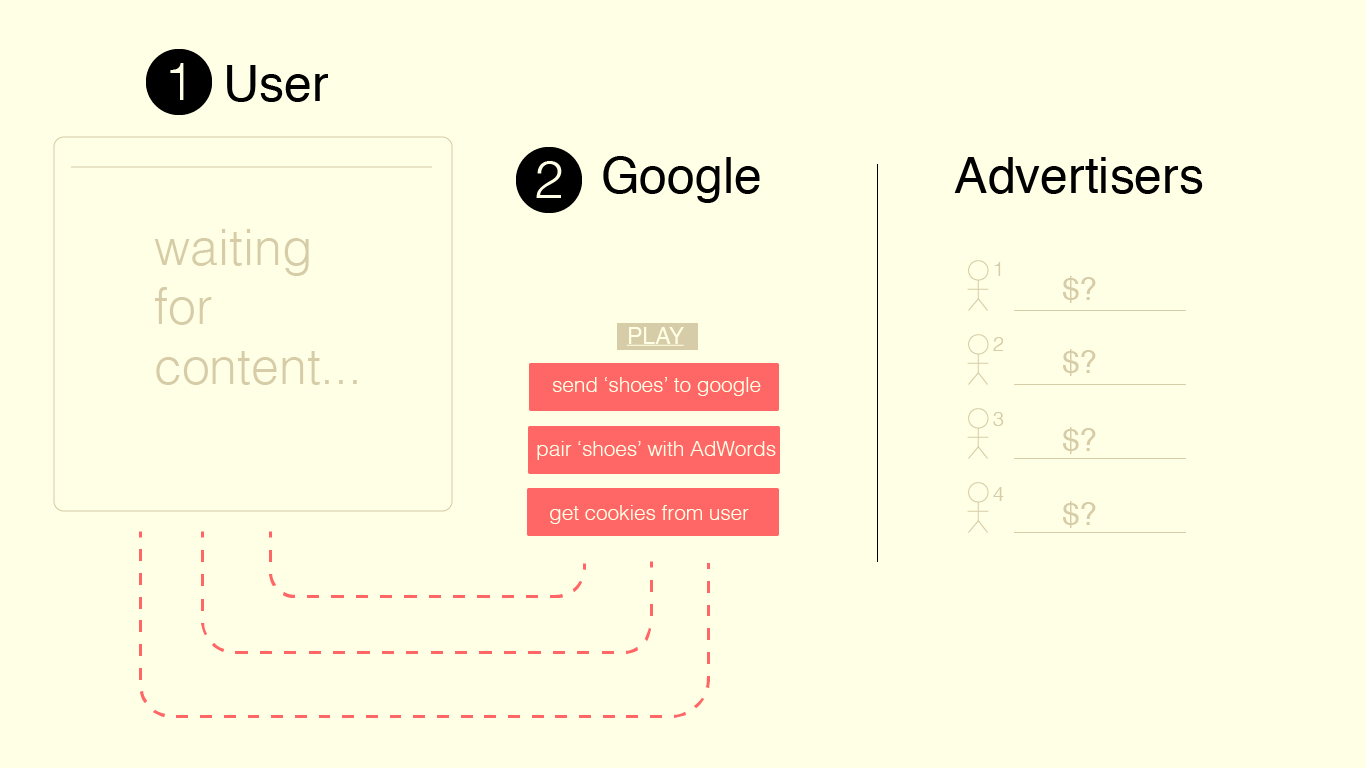 1 User
2 Google
Advertisers
waiting
for
content...
PLAY
send ‘shoes’ to google
pair ‘shoes’ with AdWords
get cookies from user
1 $?
2 $?
3 $?
4 $?